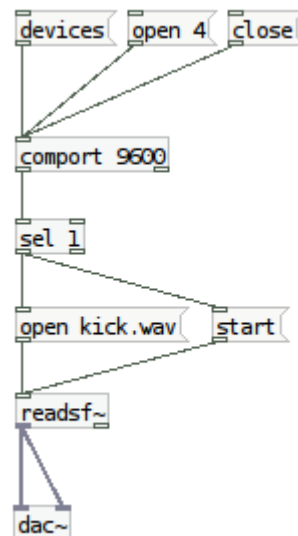 devices open 4 close
comport 9600
sel 1
open kick.wav start
readsf~
dac~